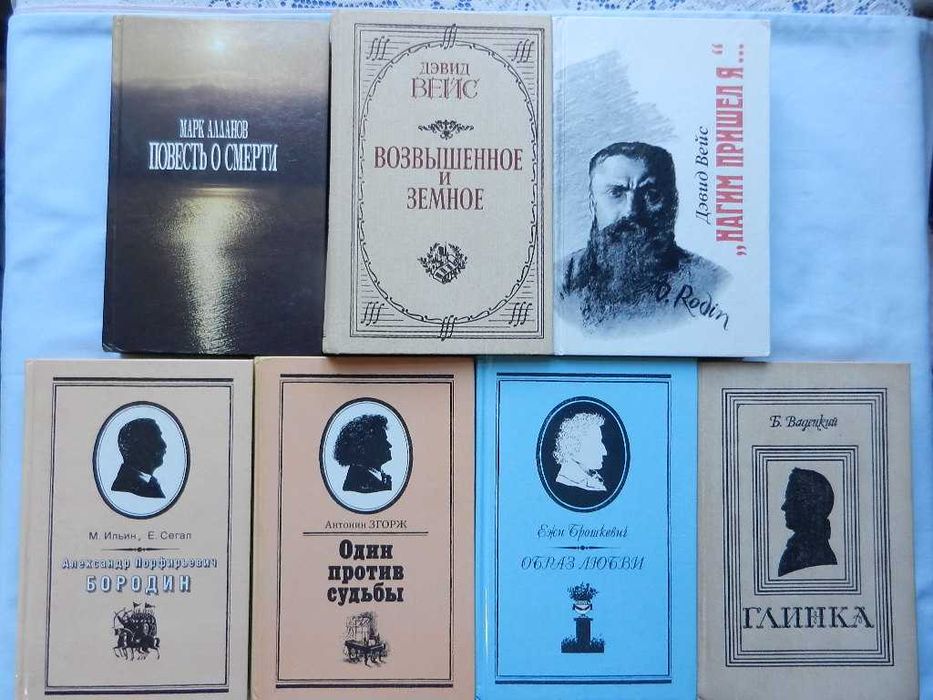 МАРК АЛДАНОВ
ПОВЕСТЬ О СМЕРТИ
ДЭВИД
ВЕЙС
ВОЗВЫШЕННОЕ
И
ЗЕМНОЕ
Дэвид Вейс
„НАГИМ ПРИШЕЛ Я..."
O. Rodin
М. Ильин, Е. Сегал
Александр Порфирьевич
БОРОДИН
Антонин ЗГОРЖ
Один
против
судьбы
Ежи Брошкевич
ОБРАЗ ЛЮБВИ
Б. Вадецкий
ГЛИНКА